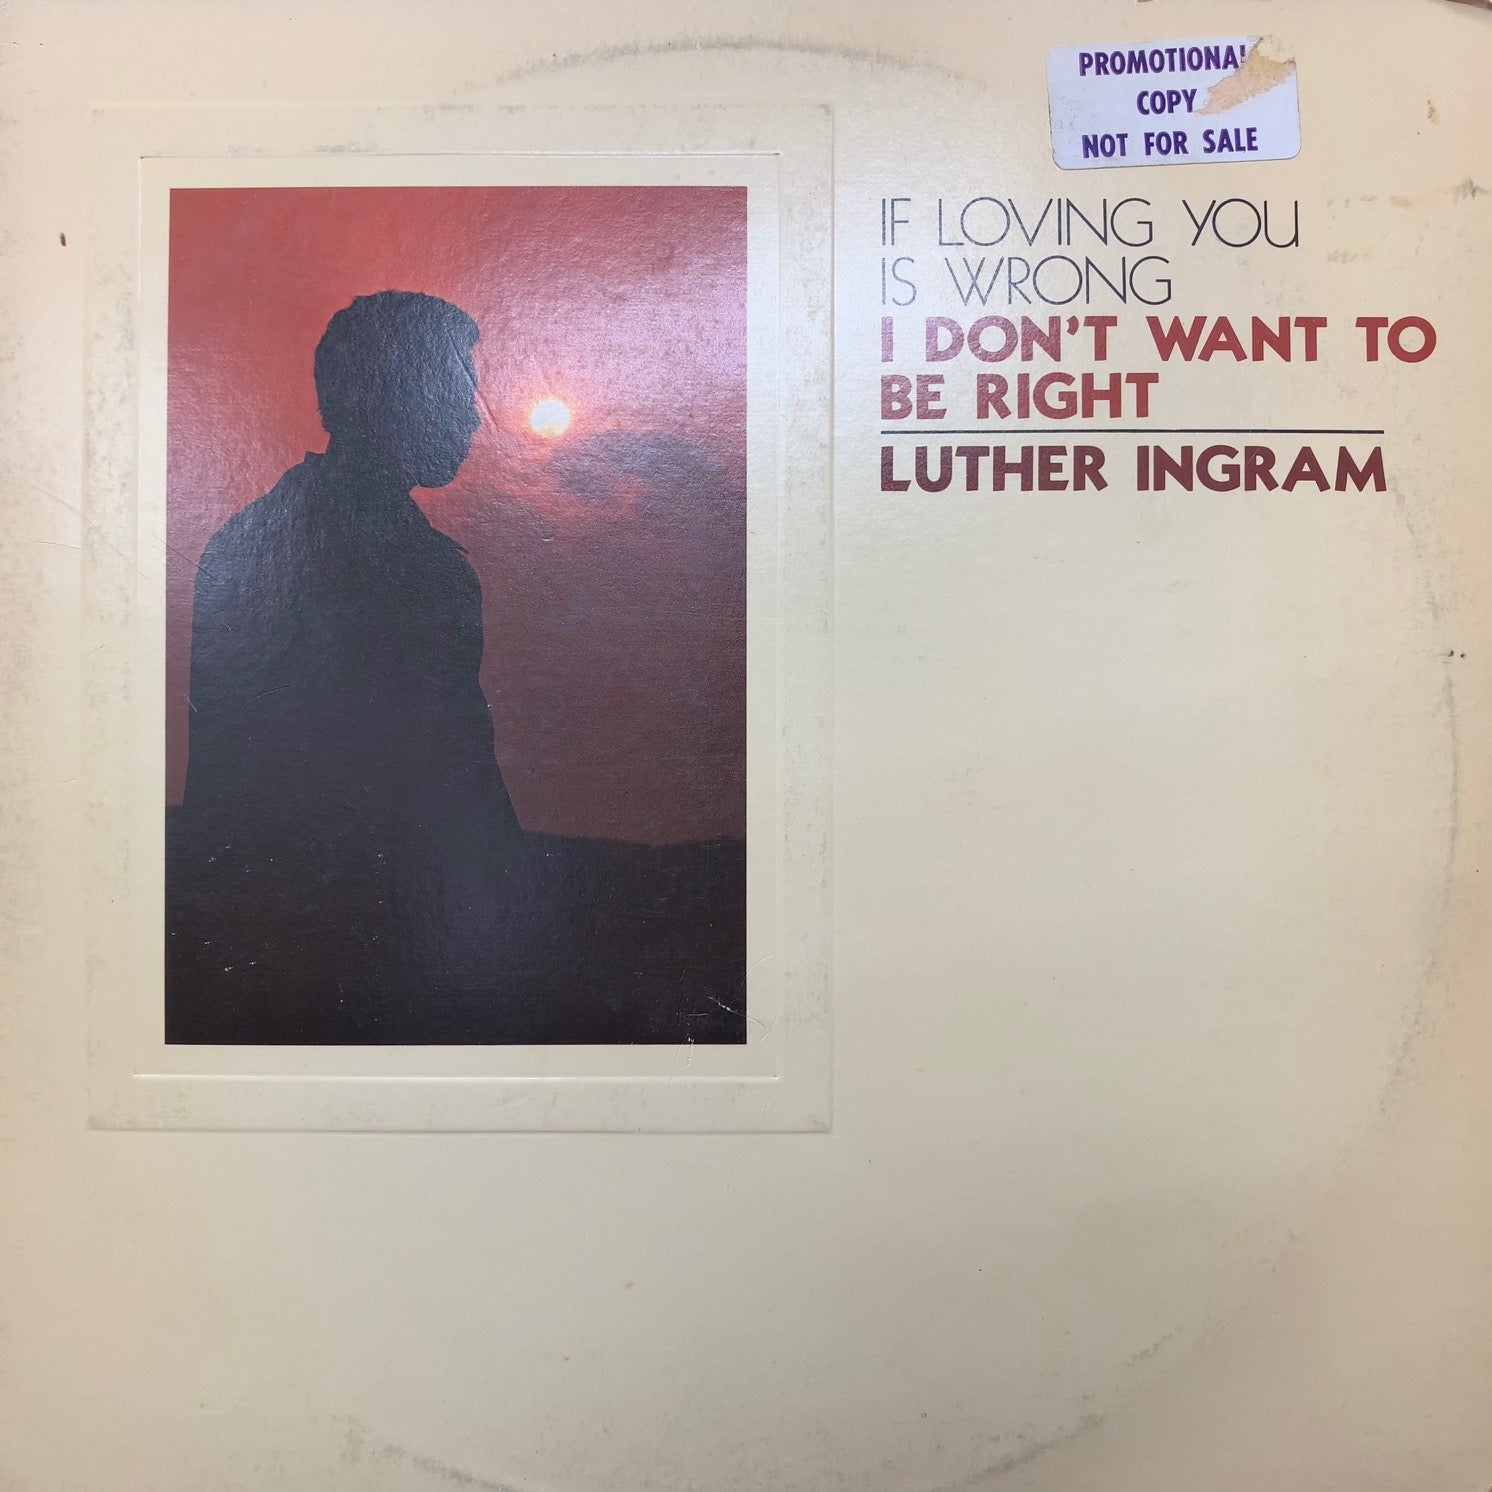 PROMOTIONAL
COPY
NOT FOR SALE
IF LOVING YOU
IS WRONG
I DON'T WANT TO
BE RIGHT
LUTHER INGRAM